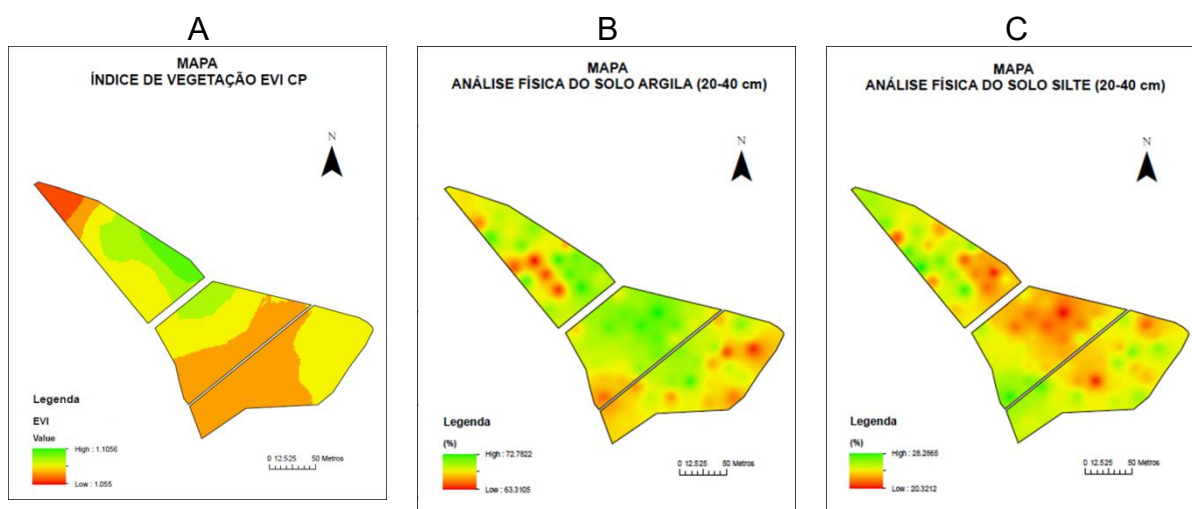 A
MAPA
ÍNDICE DE VEGETAÇÃO EVI CP
N
Legenda
EVI
Value
High : 1.1056
Low : 1.055
0 12.525 50 Metros
B
MAPA
ANÁLISE FÍSICA DO SOLO ARGILA (20-40 cm)
N
Legenda
(%)
High : 72.7822
Low : 63.3105
0 12.525 50 Metros
C
MAPA
ANÁLISE FÍSICA DO SOLO SILTE (20-40 cm)
N
Legenda
(%)
High : 28.2865
Low : 20.3212
0 12.525 50 Metros